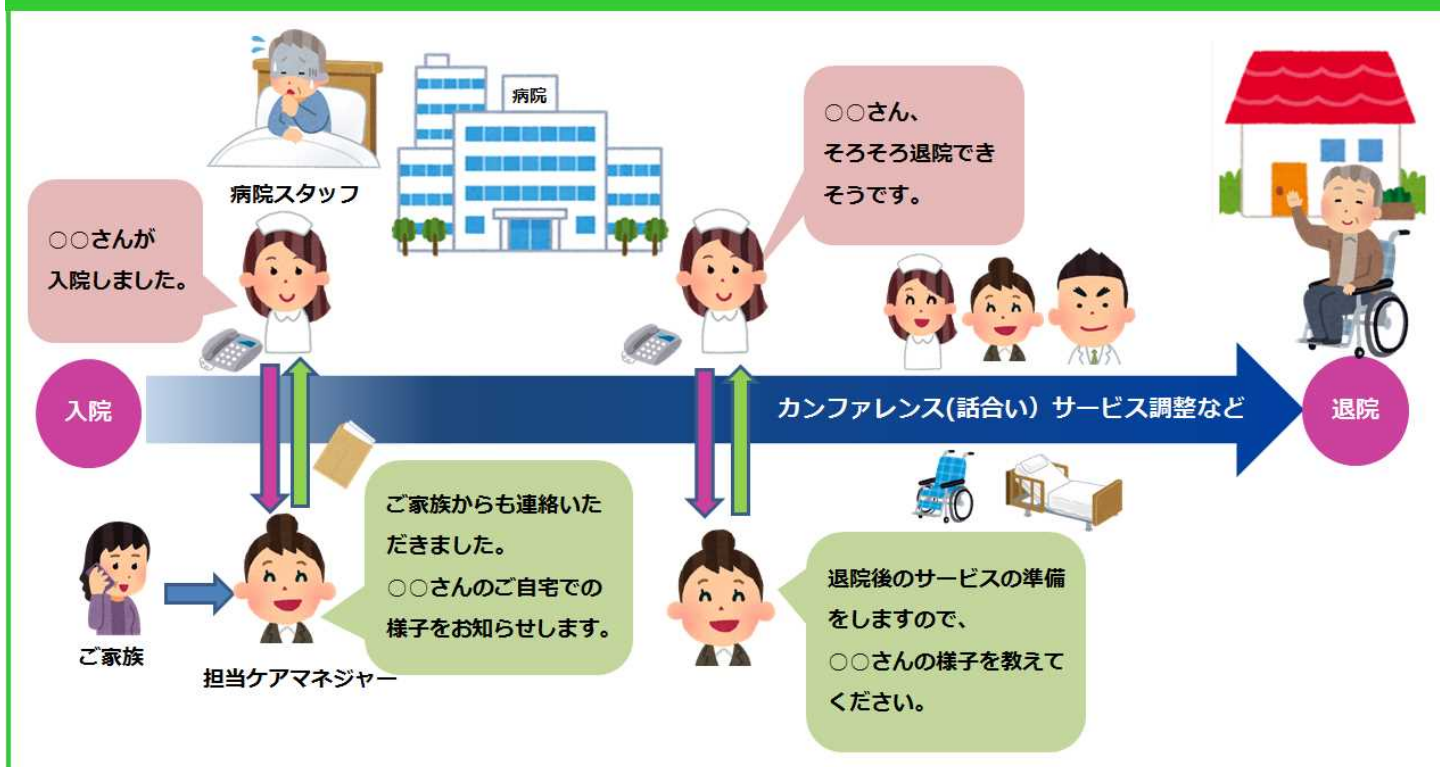 病院
病院スタッフ
○○さんが
入院しました。
○○さん、
そろそろ退院でき
そうです。
入院
カンファレンス(話合い）サービス調整など
退院
ご家族
担当ケアマネジャー
ご家族からも連絡いた
だきました。
○○さんのご自宅での
様子をお知らせします。
退院後のサービスの準備
をしますので、
○○さんの様子を教えて
ください。